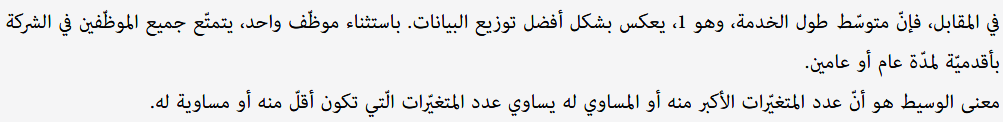 في المقابل، فإنّ متوسّط طول الخدمة، وهو 1، يعكس بشكل أفضل توزيع البيانات. باستثناء موظّف واحد، يتمتّع جميع الموظّفين في الشركة
بأقدميّة لمدّة عام أو عامين.
معنى الوسيط هو أنّ عدد المتغيّرات الأكبر منه أو المساوي له يساوي عدد المتغيّرات الّتي تكون أقلّ منه أو مساوية له.